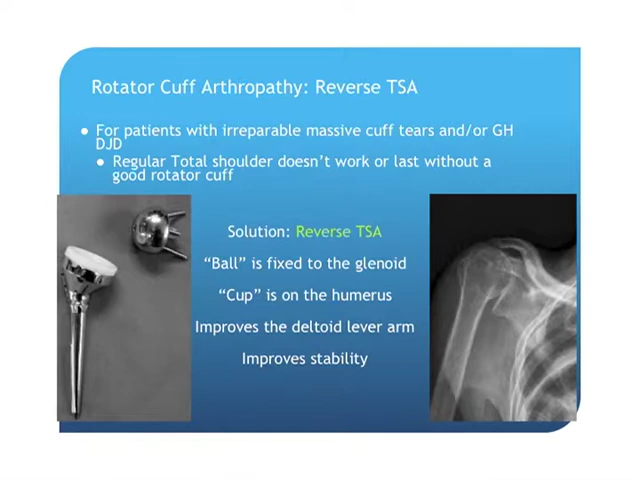 Rotator Cuff Arthropathy: Reverse TSA
● For patients with irreparable massive cuff tears and/or GH
DJD
● Regular Total shoulder doesn't work or last without a
good rotator cuff
Solution: Reverse TSA
“Ball” is fixed to the glenoid
“Cup” is on the humerus
Improves the deltoid lever arm
Improves stability